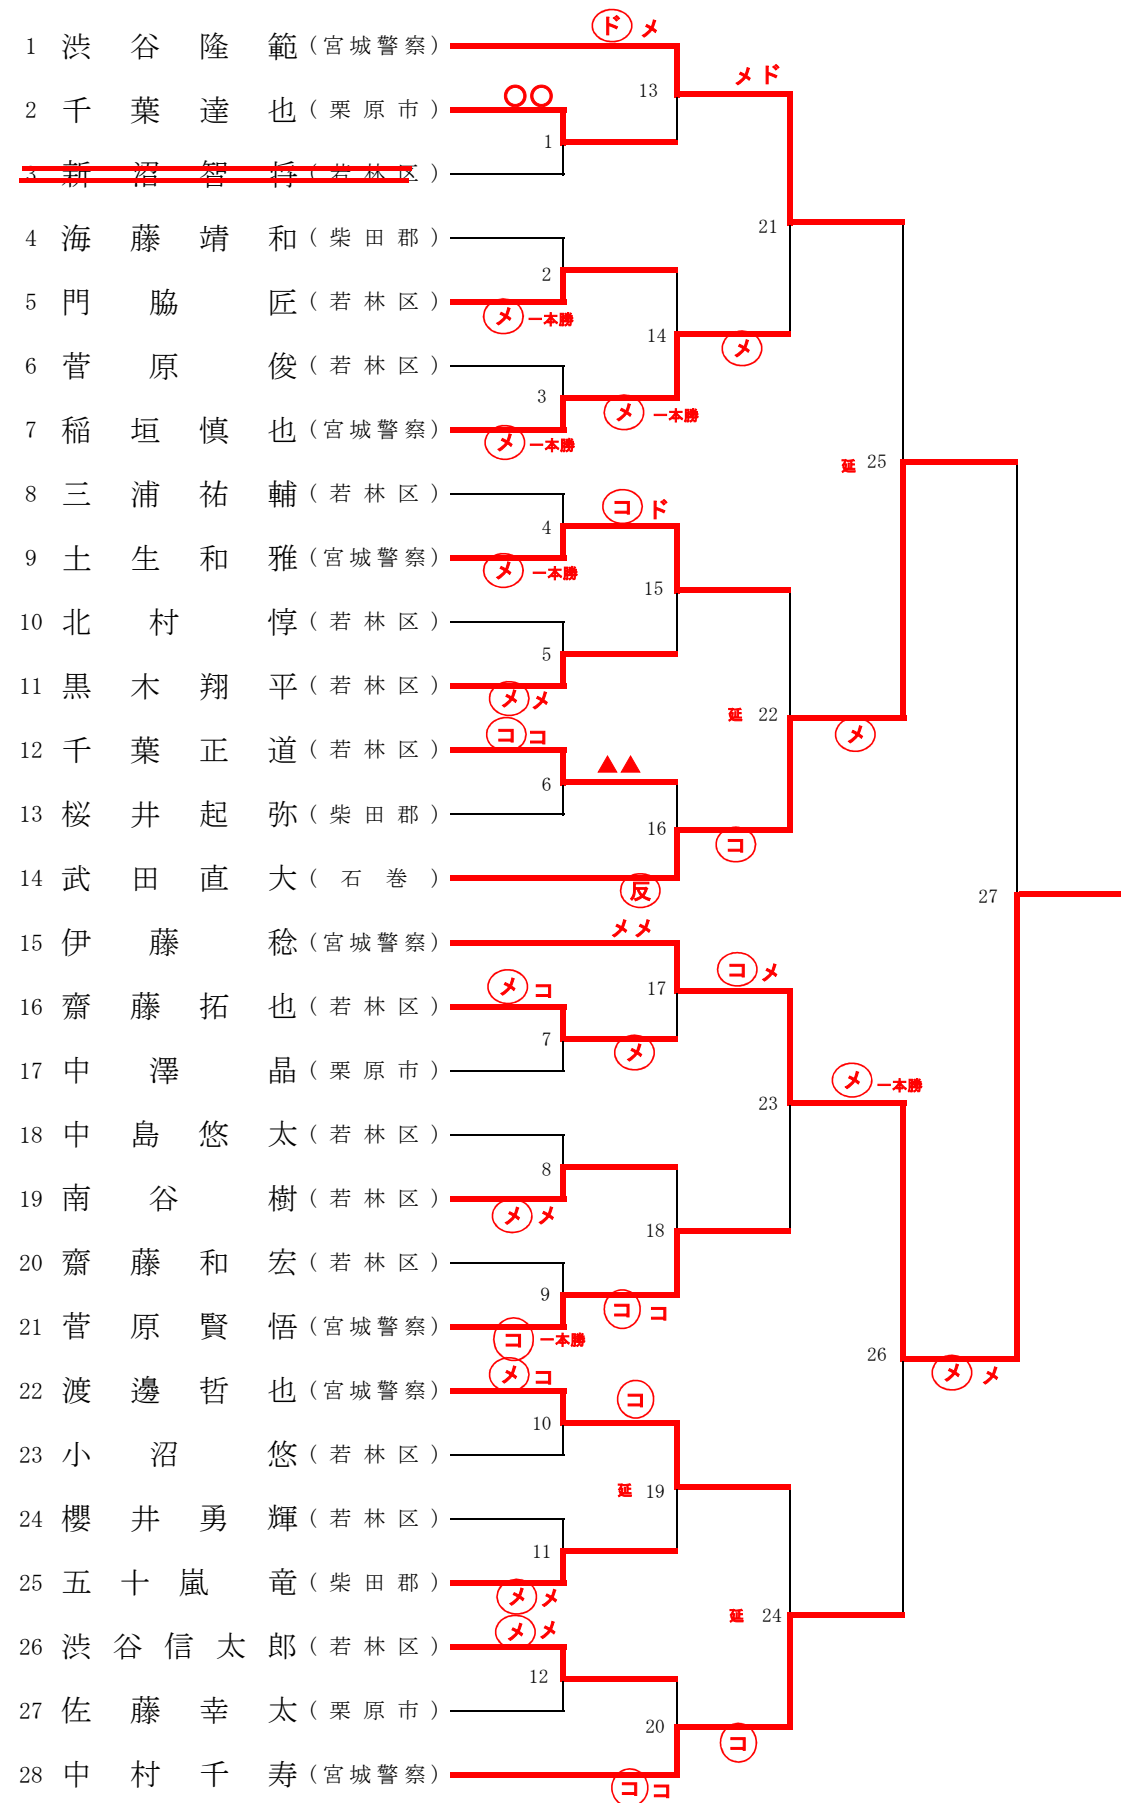 ド メ
1 渋谷隆範(宮城警察)
メド
13
○○
2 千葉達也(栗原市)
1
3 新沼智将(若林区)
21
4 海藤靖和(柴田郡)
2
5 門脇匠(若林区)
メ 一本勝
14
メ
6 菅原俊(若林区)
3
メ 一本勝
7 稲垣慎也(宮城警察)
メ 一本勝
延 25
8 三浦祐輔(若林区)
コ ド
4
9 土生和雅(宮城警察)
メ 一本勝
15
10 北村惇(若林区)
5
11 黒木翔平(若林区)
メ メ
延 22
コ コ
メ
12 千葉正道(若林区)
▲▲
6
13 桜井起弥(柴田郡)
16
コ
14 武田直大(石巻)
反
27
メメ
15 伊藤稔(宮城警察)
コ メ
17
メ コ
16 齋藤拓也(若林区)
7
メ
17 中澤晶(栗原市)
メ 一本勝
23
18 中島悠太(若林区)
8
19 南谷樹(若林区)
メ メ
18
20 齋藤和宏(若林区)
9
コ コ
21 菅原賢悟(宮城警察)
コ 一本勝
26
メ メ
メ コ
22 渡邊哲也(宮城警察)
コ
10
23 小沼悠(若林区)
延 19
24 櫻井勇輝(若林区)
11
25 五十嵐竜(柴田郡)
メ メ
延 24
メ メ
26 渋谷信太郎(若林区)
12
27 佐藤幸太(栗原市)
20
コ
28 中村千寿(宮城警察)
コ コ